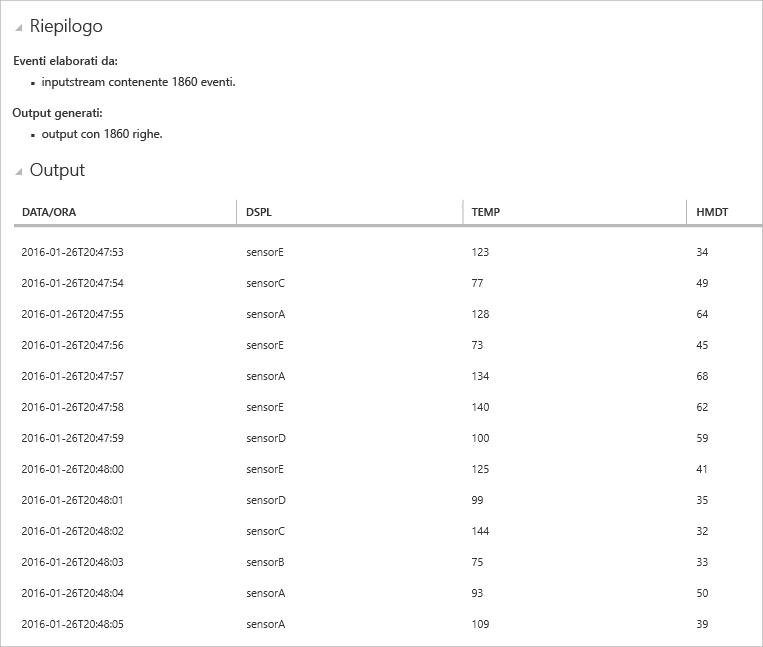 Riepilogo
Eventi elaborati da:
▪ inputstream contenente 1860 eventi.
Output generati:
▪ output con 1860 righe.
Output
DATA/ORA DSPL TEMP HMDT
2016-01-26T20:47:53 sensorE 123 34
2016-01-26T20:47:54 sensorC 77 49
2016-01-26T20:47:55 sensorA 128 64
2016-01-26T20:47:56 sensorE 73 45
2016-01-26T20:47:57 sensorA 134 68
2016-01-26T20:47:58 sensorE 140 62
2016-01-26T20:47:59 sensorD 100 59
2016-01-26T20:48:00 sensorE 125 41
2016-01-26T20:48:01 sensorD 99 35
2016-01-26T20:48:02 sensorC 144 32
2016-01-26T20:48:03 sensorB 75 33
2016-01-26T20:48:04 sensorA 93 50
2016-01-26T20:48:05 sensorA 109 39